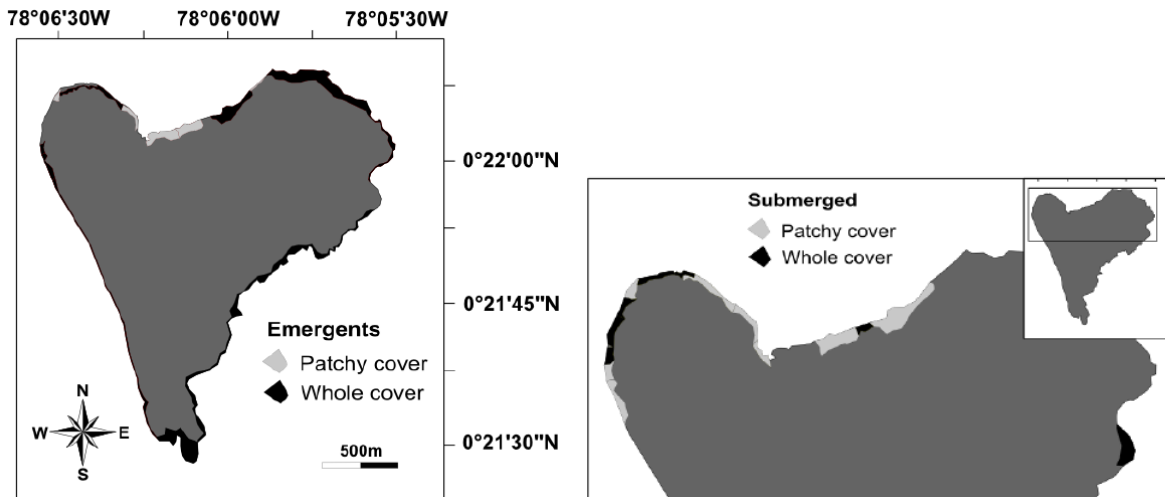 78°06'30W 78°06'00W 78°05'30W
0°22'00"N
0°21'45"N
0°21'30"N
Emergents
Patchy cover
Whole cover
N
W E
S
500m
Submerged
Patchy cover
Whole cover